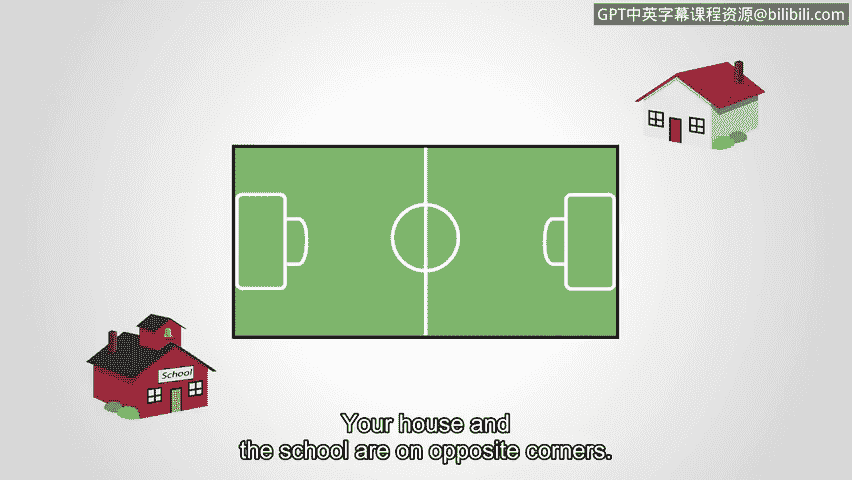 GPT中英字幕课程资源@bilibili.com
School
Your house and
the school are on opposite corners.